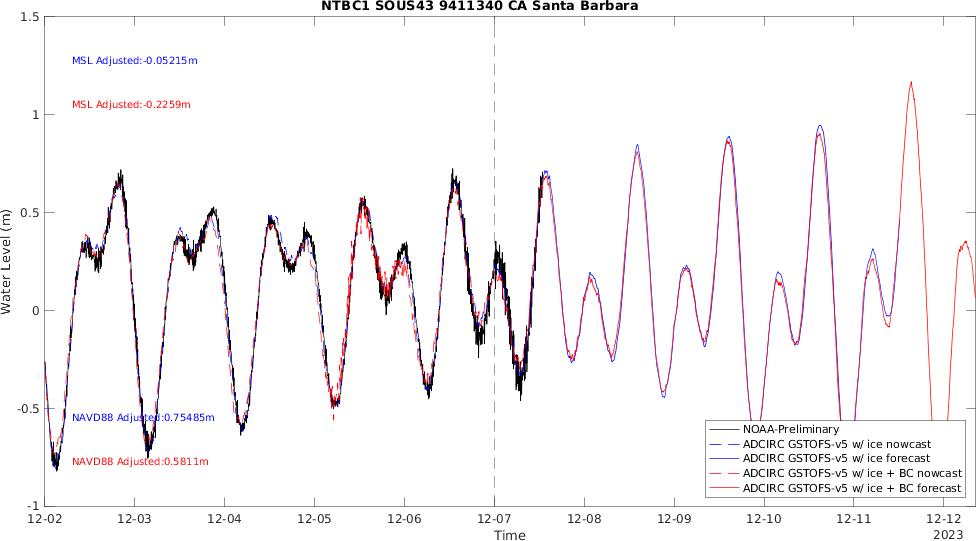 NTBC1 SOUS43 9411340 CA Santa Barbara
1.5
MSL Adjusted:-0.05215m
MSL Adjusted:-0.2259m
1
0.5
Water Level (m)
0
-0.5
NAVD88 Adjusted:0.75485m
NAVD88 Adjusted:0.5811m
NOAA-Preliminary
ADCIRC GSTOFS-v5 w/ ice nowcast
ADCIRC GSTOFS-v5 w/ ice forecast
ADCIRC GSTOFS-v5 w/ ice + BC nowcast
ADCIRC GSTOFS-v5 w/ ice + BC forecast
-1
12-02 12-03 12-04 12-05 12-06 12-07 12-08 12-09 12-10 12-11 12-12
Time
2023